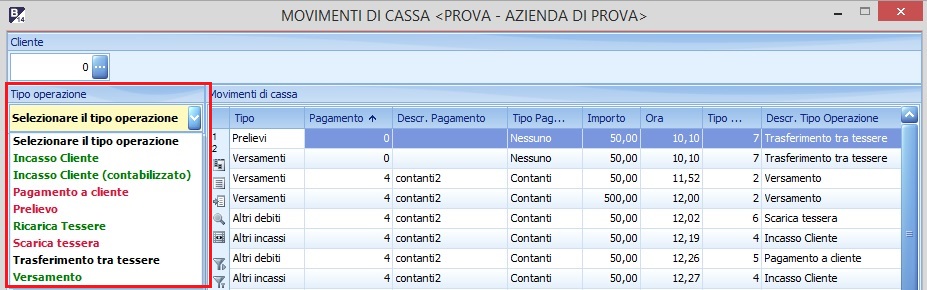 B
14
MOVIMENTI DI CASSA <PROVA - AZIENDA DI PROVA>
Cliente
0 ...
Tipo operazione
Selezionare il tipo operazione
Selezionare il tipo operazione
Incasso Cliente
Incasso Cliente (contabilizzato)
Pagamento a cliente
Prelievo
Ricarica Tessere
Scarica tessera
Trasferimento tra tessere
Versamento
Movimenti di cassa
1
2
Tipo Pagamento Descr. Pagamento Tipo Pag... Importo Ora Tipo ... Descr. Tipo Operazione
Prelievi 0 Nessuno 50,00 10,10 7 Trasferimento tra tessere
Versamenti 0 Nessuno 50,00 10,10 7 Trasferimento tra tessere
Versamenti 4 contanti2 Contanti 50,00 11,52 2 Versamento
Versamenti 4 contanti2 Contanti 500,00 12,00 2 Versamento
Altri debiti 4 contanti2 Contanti 50,00 12,02 6 Scarica tessera
Altri incassi 4 contanti2 Contanti 50,00 12,19 4 Incasso Cliente
Altri debiti 4 contanti2 Contanti 50,00 12,26 5 Pagamento a cliente
Altri incassi 4 contanti2 Contanti 50,00 12,27 4 Incasso Cliente